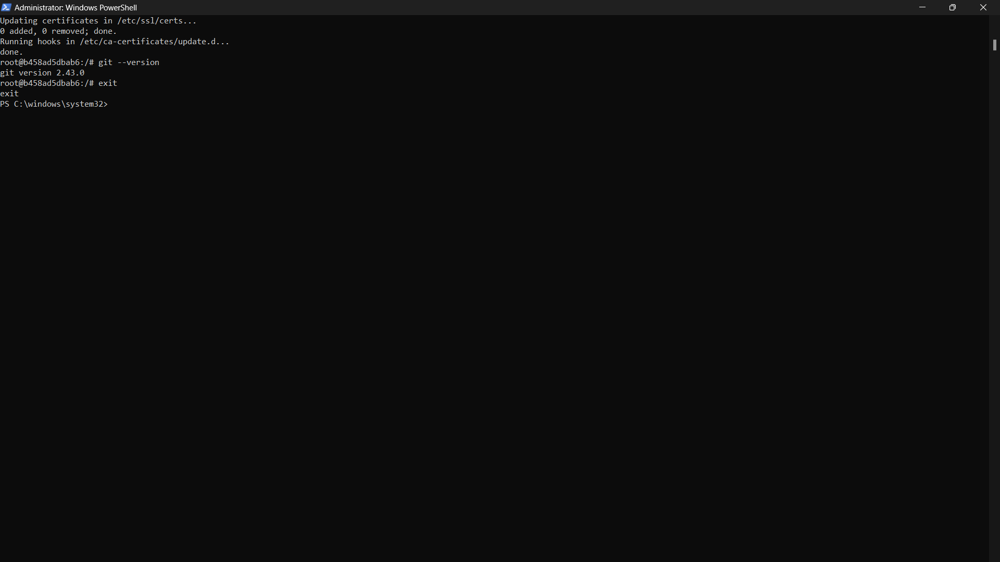 Administrator: Windows PowerShell
Updating certificates in /etc/ssl/certs...
0 added, 0 removed; done.
Running hooks in /etc/ca-certificates/update.d...
done.
root@b458ad5dbab6:/# git --version
git version 2.43.0
root@b458ad5dbab6:/# exit
exit
PS C:\windows\system32>